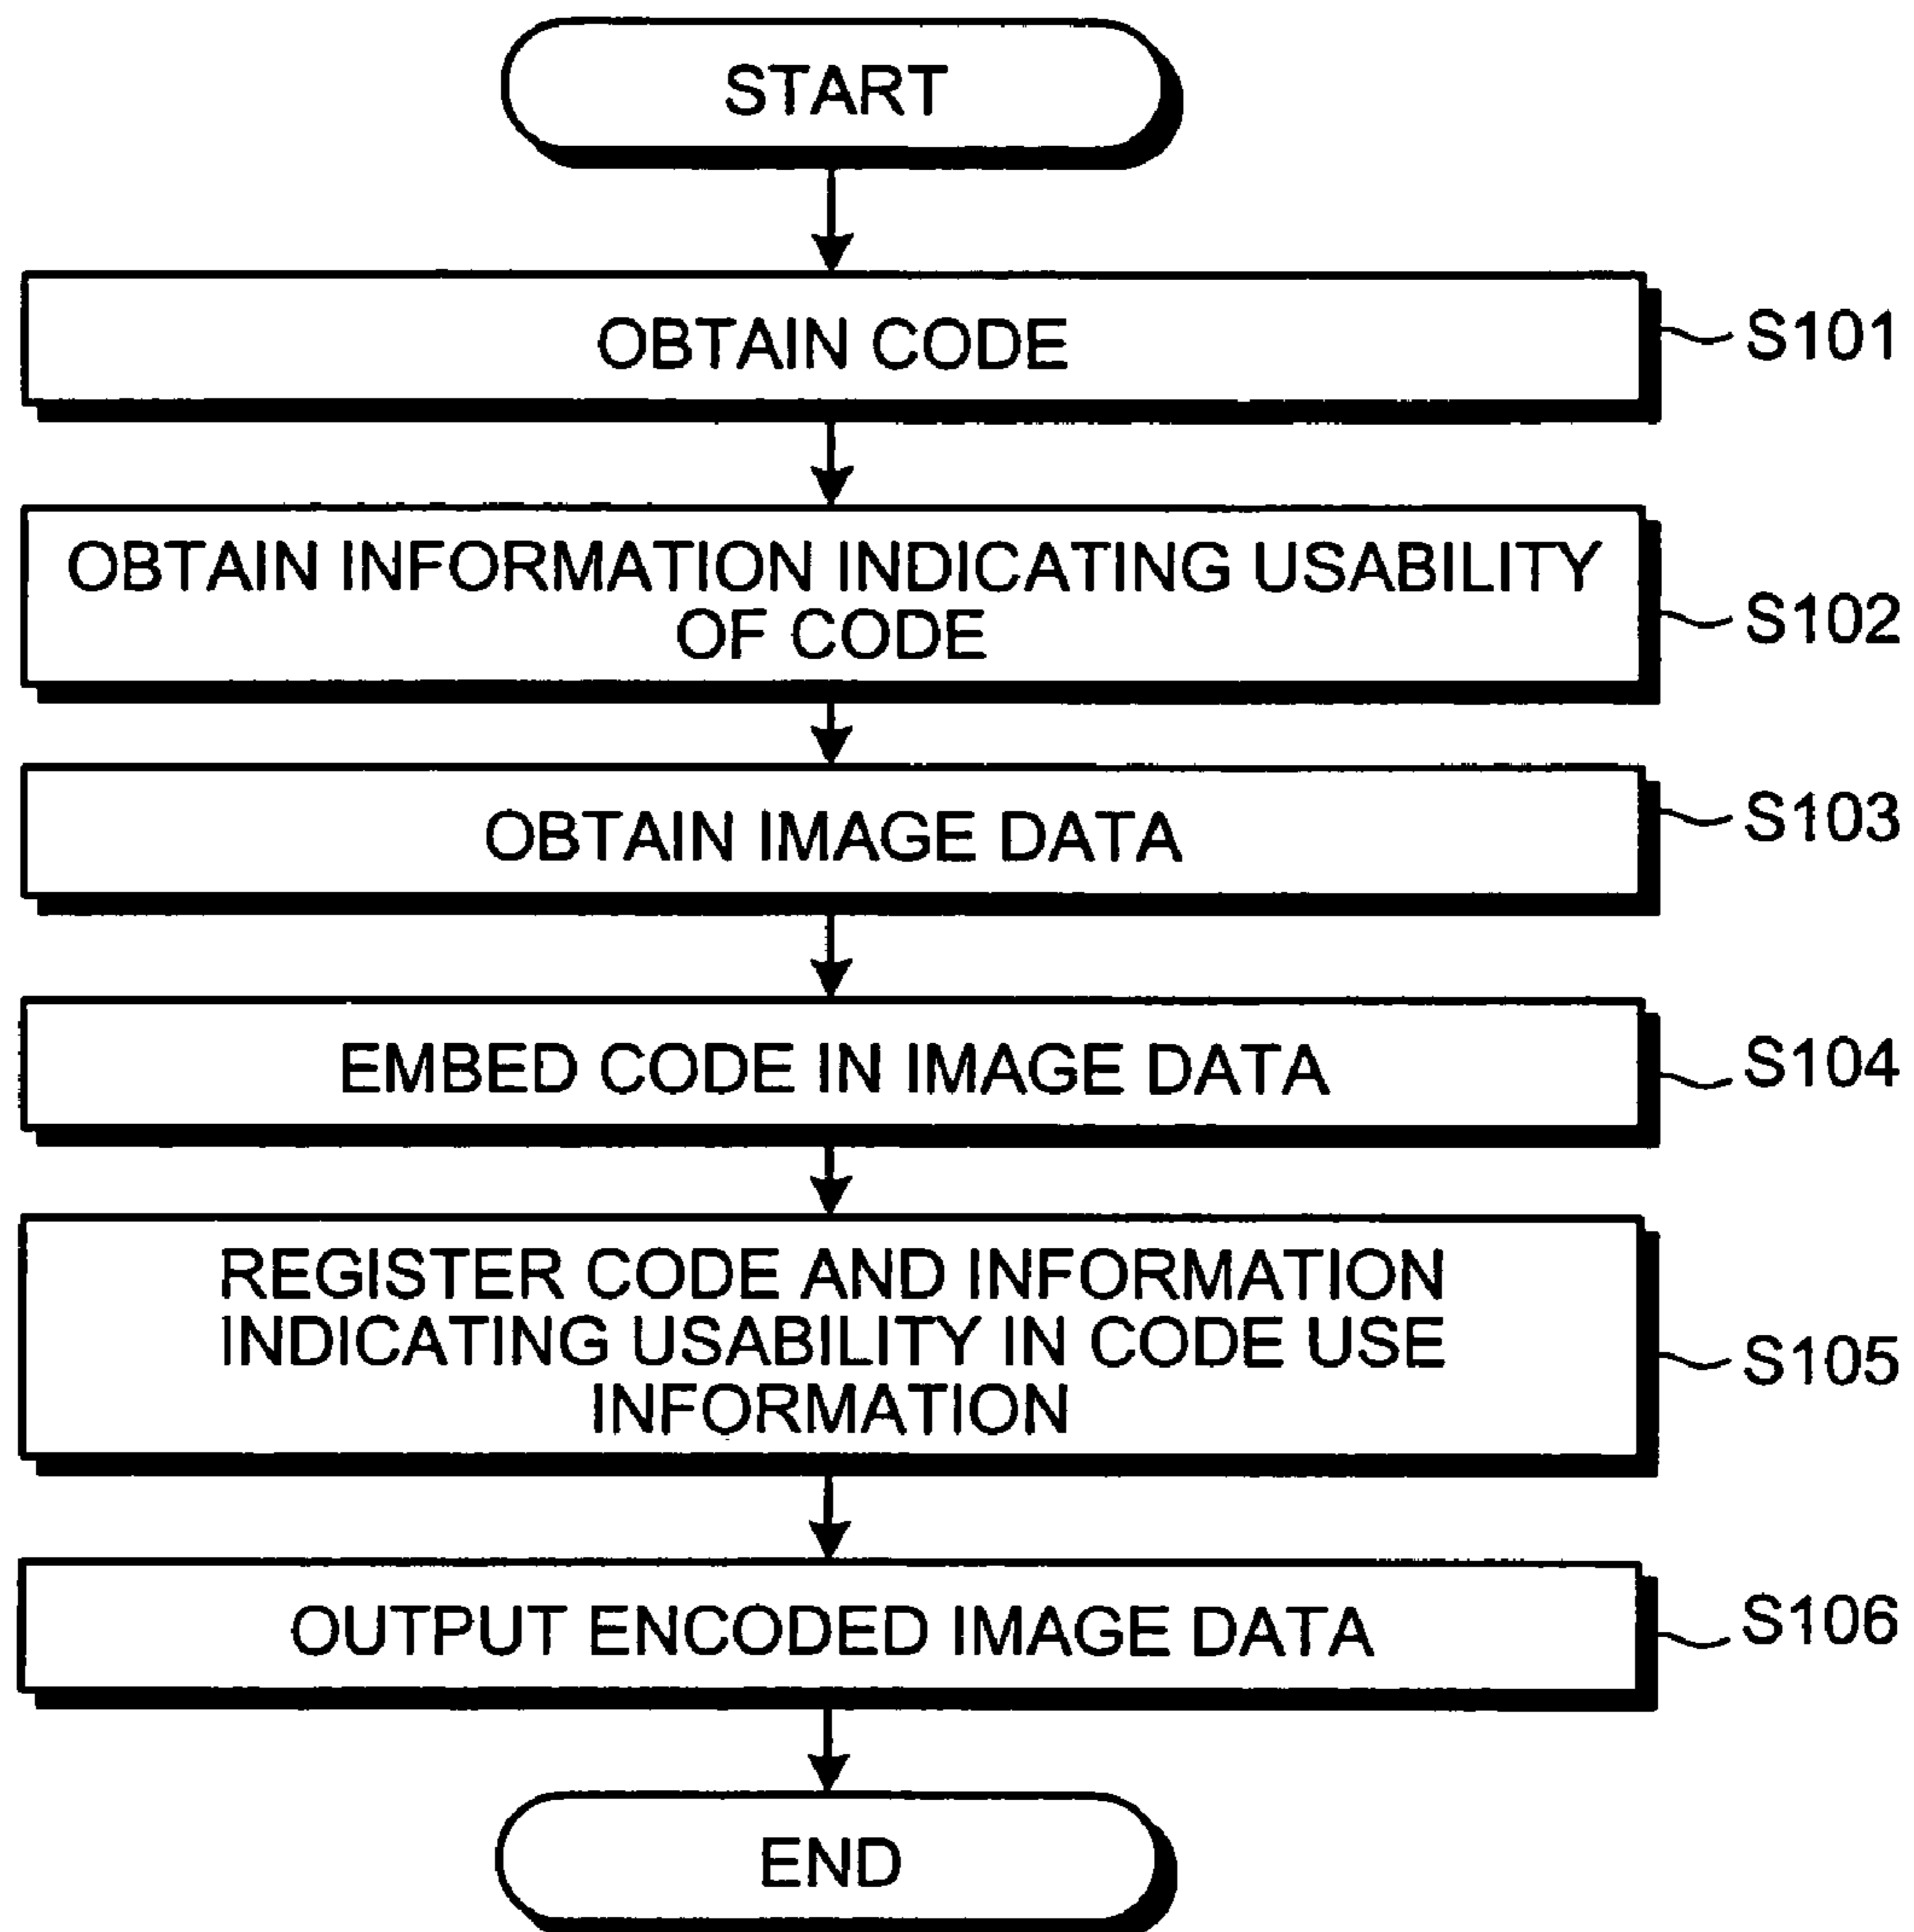 START
OBTAIN CODE
S101
OBTAIN INFORMATION INDICATING USABILITY
OF CODE
S102
OBTAIN IMAGE DATA
S103
EMBED CODE IN IMAGE DATA
S104
REGISTER CODE AND INFORMATION
INDICATING USABILITY IN CODE USE
INFORMATION
S105
OUTPUT ENCODED IMAGE DATA
S106
END